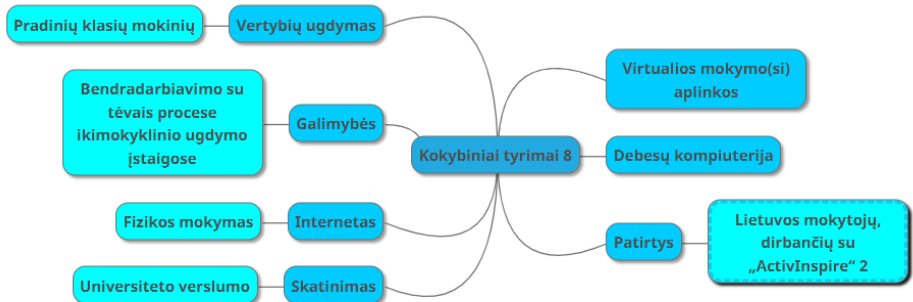 Pradinių klasių mokinių
Vertybių ugdymas
Bendradarbiavimo su
tėvais procese
ikimokyklinio ugdymo
įstaigose
Galimybės
Fizikos mokymas
Internetas
Universiteto verslumo
Skatinimas
Kokybiniai tyrimai 8
Virtualios mokymo(si)
aplinkos
Debesų kompiuterija
Patirtys
Lietuvos mokytojų,
dirbančių su
„ActivInspire“ 2